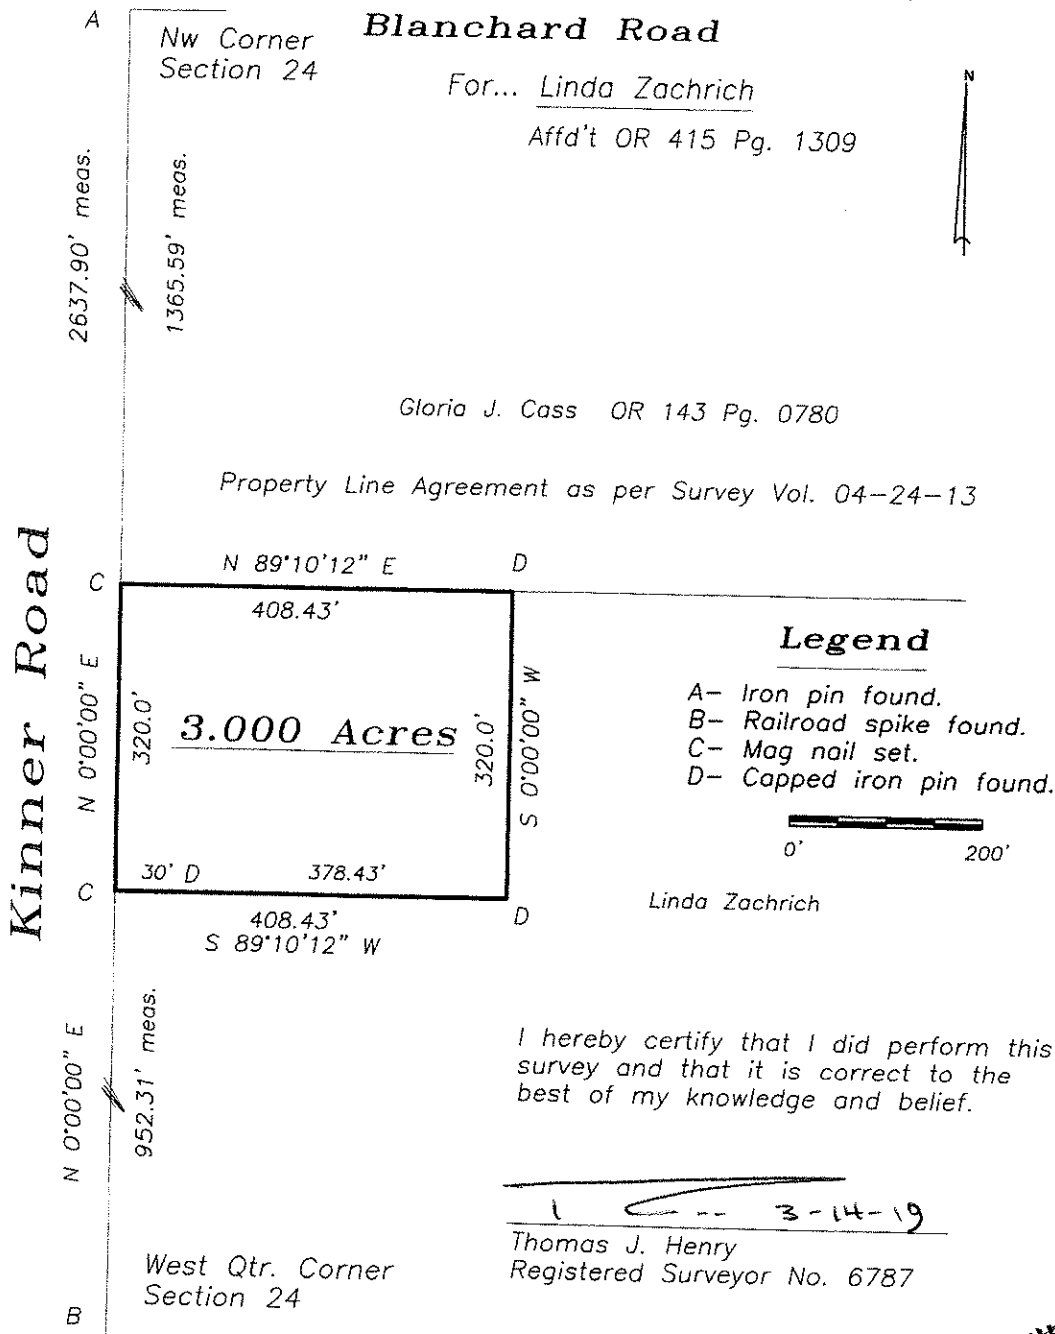 A
Nw Corner
Section 24
Blanchard Road
For... Linda Zachrich
Affd't OR 415 Pg. 1309
N
2637.90' meas.
1365.59' meas.
Gloria J. Cass OR 143 Pg. 0780
Property Line Agreement as per Survey Vol. 04-24-13
Kinner Road
C
N 89°10'12" E
D
408.43'
N 0°00'00" E
320.0'
3.000 Acres
320.0'
S 0°00'00" W
Legend
A- Iron pin found.
B- Railroad spike found.
C- Mag nail set.
D- Capped iron pin found.
0' 200'
C
30' D
378.43'
D
408.43'
S 89°10'12" W
Linda Zachrich
N 0°00'00" E
952.31' meas.
I hereby certify that I did perform this
survey and that it is correct to the
best of my knowledge and belief.
3-14-19
Thomas J. Henry
Registered Surveyor No. 6787
West Qtr. Corner
Section 24
B